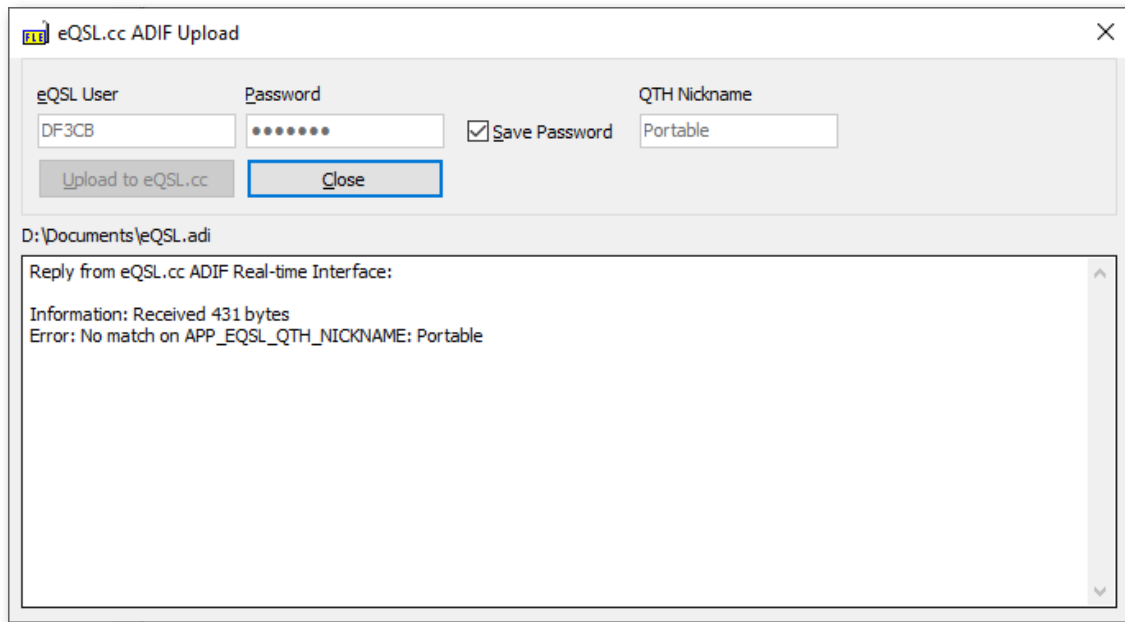 FLE eQSL.cc ADIF Upload
eQSL User Password QTH Nickname
DF3CB ●●●●●●● Save Password Portable
Upload to eQSL.cc Close
D:\Documents\eQSL.adi
Reply from eQSL.cc ADIF Real-time Interface:
Information: Received 431 bytes
Error: No match on APP_EQSL_QTH_NICKNAME: Portable